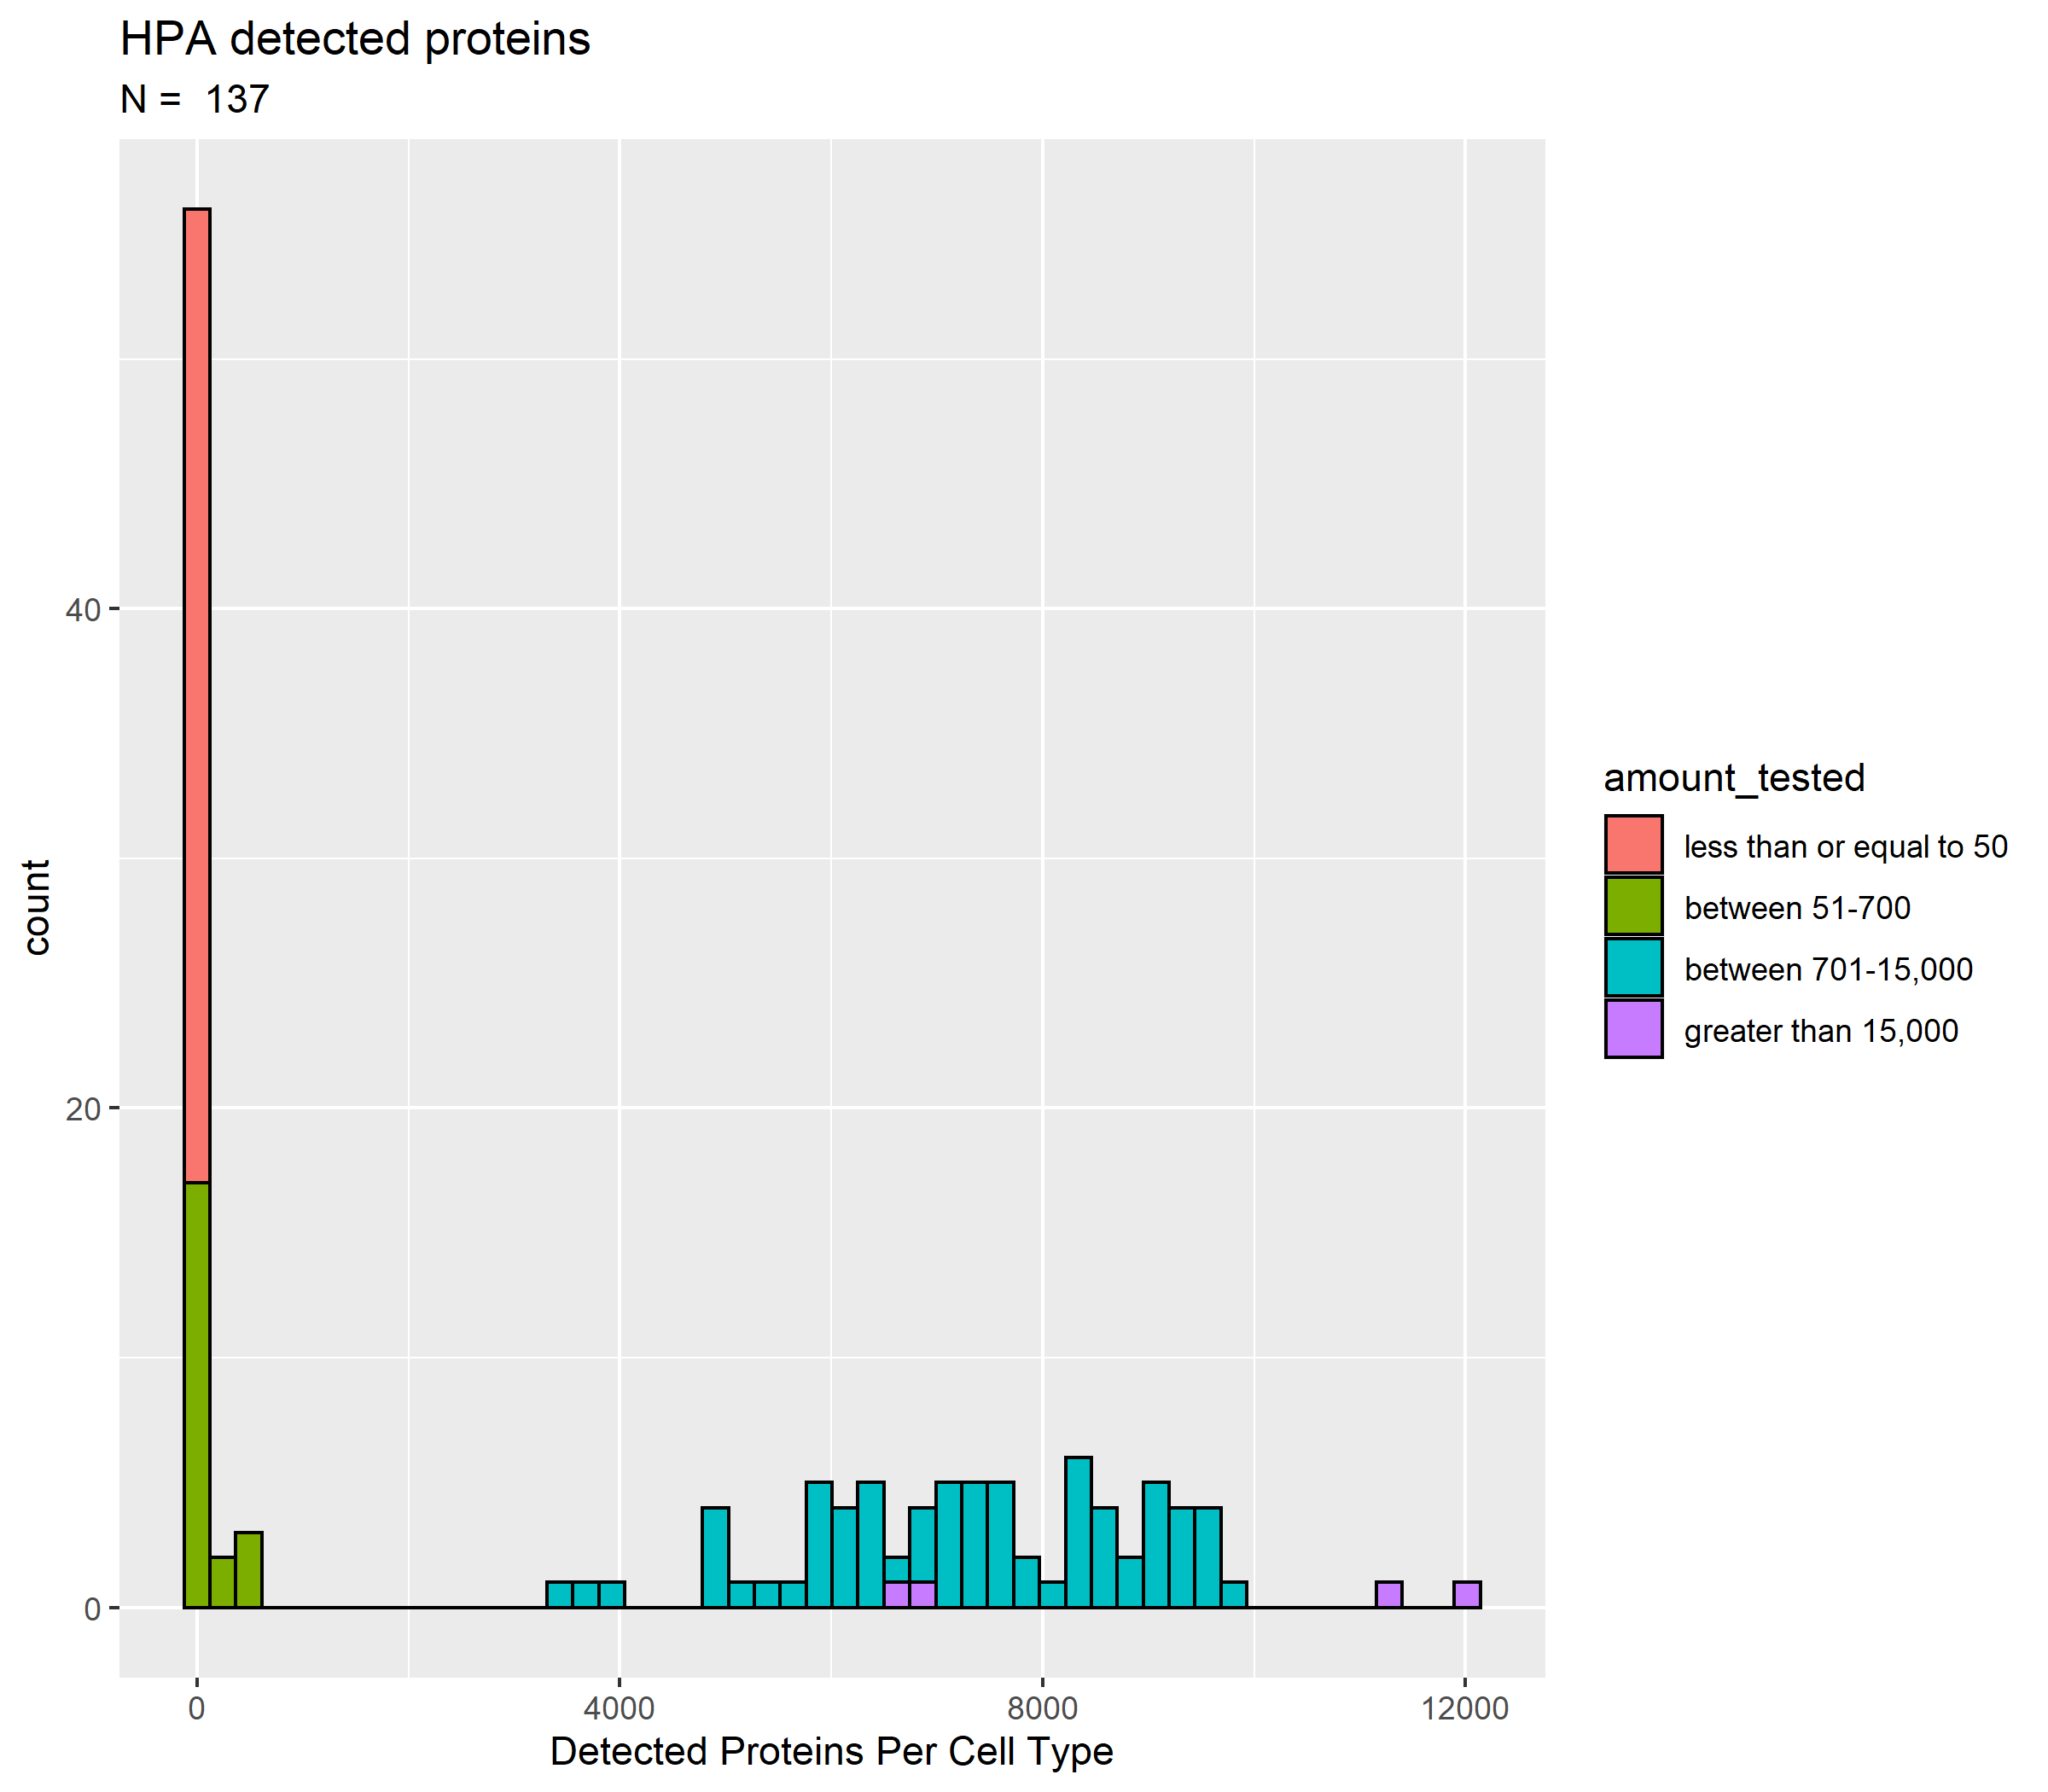 HPA detected proteins
N =  137
count
40
20
0
0
4000
8000
12000
Detected Proteins Per Cell Type
amount_tested
less than or equal to 50
between 51-700
between 701-15,000
greater than 15,000